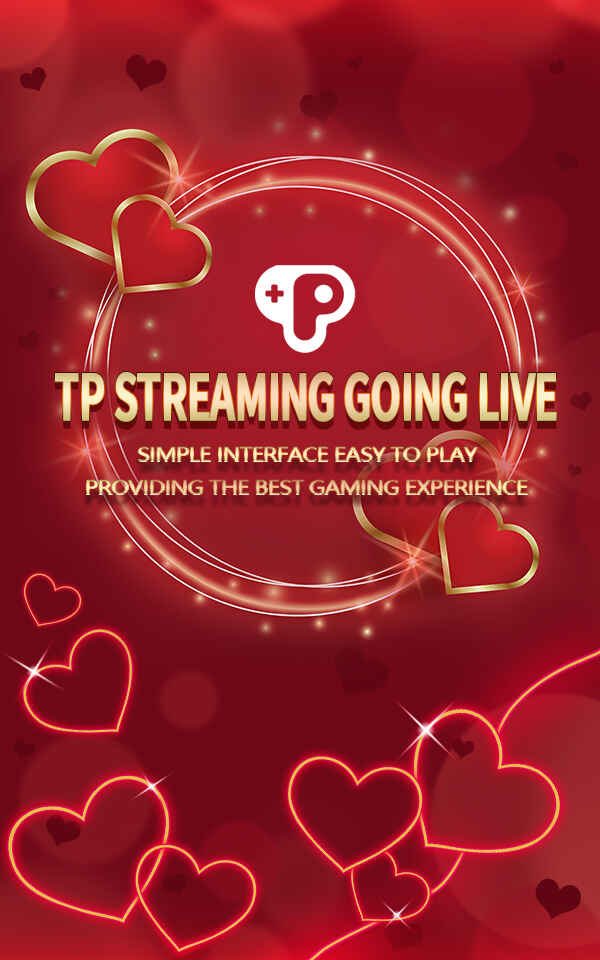 TP STREAMING GOING LIVE
SIMPLE INTERFACE EASY TO PLAY
PROVIDING THE BEST GAMING EXPERIENCE